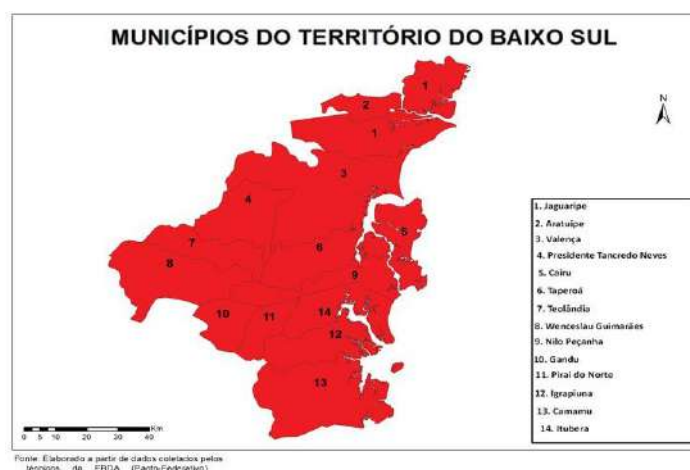 MUNICÍPIOS DO TERRITÓRIO DO BAIXO SUL
N
1
2
1
3
4
5
7
6
8
9
10
11
14
12
13
1. Jaguaripe
2. Aratuípe
3. Valença
4. Presidente Tancredo Neves
5. Cairu
6. Taperoá
7. Teolândia
8. Wenceslau Guimarães
9. Nilo Peçanha
10. Gandu
11. Piraí do Norte
12. Igrapiuna
13. Camamu
14. Ituberá
Km
0 5 10 20 30 40
Fonte: Elaborado a partir de dados coletados pelos
técnicos da EBDA (Pacto-Federativo)